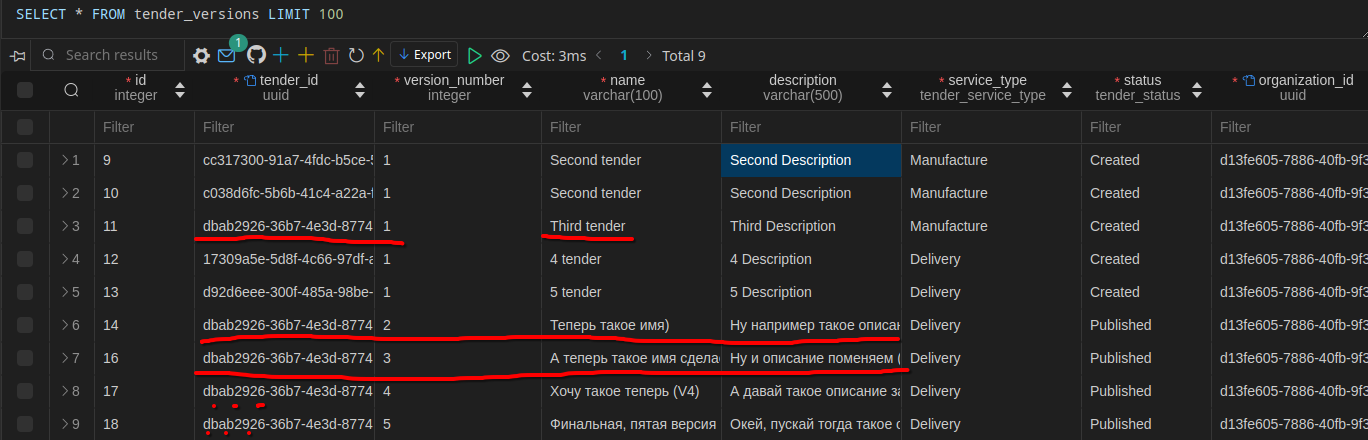 SELECT * FROM tender_versions LIMIT 100
Search results 1 Export Cost: 3ms 1 Total 9
* id * tender_id * version_number * name description * service_type * status * organization_id
integer uuid integer varchar(100) varchar(500) tender_service_type tender_status uuid
Filter Filter Filter Filter Filter Filter Filter Filter
1 9 cc317300-91a7-4fdc-b5ce- 1 Second tender Second Description Manufacture Created d13fe605-7886-40fb-9f3
2 10 c038d6fc-5b6b-41c4-a22a- 1 Second tender Second Description Manufacture Created d13fe605-7886-40fb-9f3
3 11 dbab2926-36b7-4e3d-8774 1 Third tender Third Description Manufacture Created d13fe605-7886-40fb-9f3
4 12 17309a5e-5d8f-4c66-97df- 1 4 tender 4 Description Delivery Created d13fe605-7886-40fb-9f3
5 13 d92d6eee-300f-485a-98be- 1 5 tender 5 Description Delivery Created d13fe605-7886-40fb-9f3
6 14 dbab2926-36b7-4e3d-8774 2 Теперь такое имя) Ну например такое описан Delivery Published d13fe605-7886-40fb-9f3
7 16 dbab2926-36b7-4e3d-8774 3 А теперь такое имя сдела Ну и описание поменяем ( Delivery Published d13fe605-7886-40fb-9f3
8 17 dbab2926-36b7-4e3d-8774 4 Хочу такое теперь (V4) А давай такое описание за Delivery Published d13fe605-7886-40fb-9f3
9 18 dbab2926-36b7-4e3d-8774 5 Финальная, пятая версия Окей, пускай тогда такое о Delivery Published d13fe605-7886-40fb-9f3